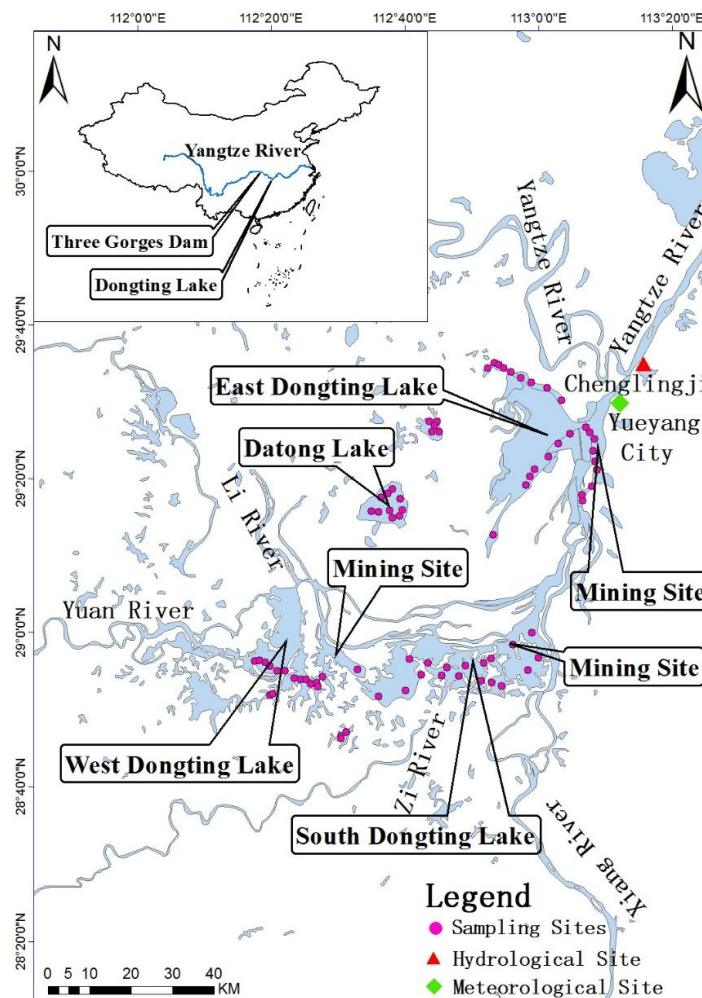 112°0'0"E
112°20'0"E
112°40'0"E
113°0'0"E
113°20'0"
N
N
Yangtze River
Three Gorges Dam
Dongting Lake
30°0'0"N
29°40'0"N
29°20'0"N
29°0'0"N
28°40'0"N
28°20'0"N
Yangtze River
Yangtze River
East Dongting Lake
Chenglingji
Yueyang
City
Datong Lake
Li River
Mining Site
Mining Site
Yuan River
Mining Site
West Dongting Lake
Zi River
South Dongting Lake
Xiang River
Legend
Sampling Sites
Hydrological Site
Meteorological Site
0 5 10 20 30 40
KM